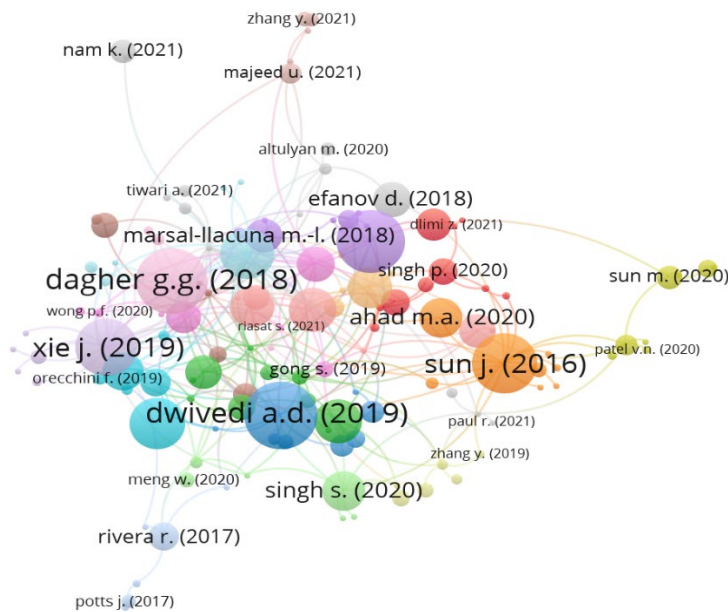 zhang y. (2021)
nam k. (2021)
majeed u. (2021)
altulyan m. (2020)
tiwari a. (2021)
efanov d. (2018)
dlimi z. (2021)
marsal-llacuna m.-l. (2018)
singh p. (2020)
sun m. (2020)
dagher g.g. (2018)
wong p.f. (2020)
ahad m.a. (2020)
riasat s. (2021)
xie j. (2019)
patel v.n. (2020)
sun j. (2016)
gong s. (2019)
orecchini f. (2019)
dwivedi a.d. (2019)
paul r. (2021)
zhang y. (2019)
meng w. (2020)
singh s. (2020)
rivera r. (2017)
potts j. (2017)